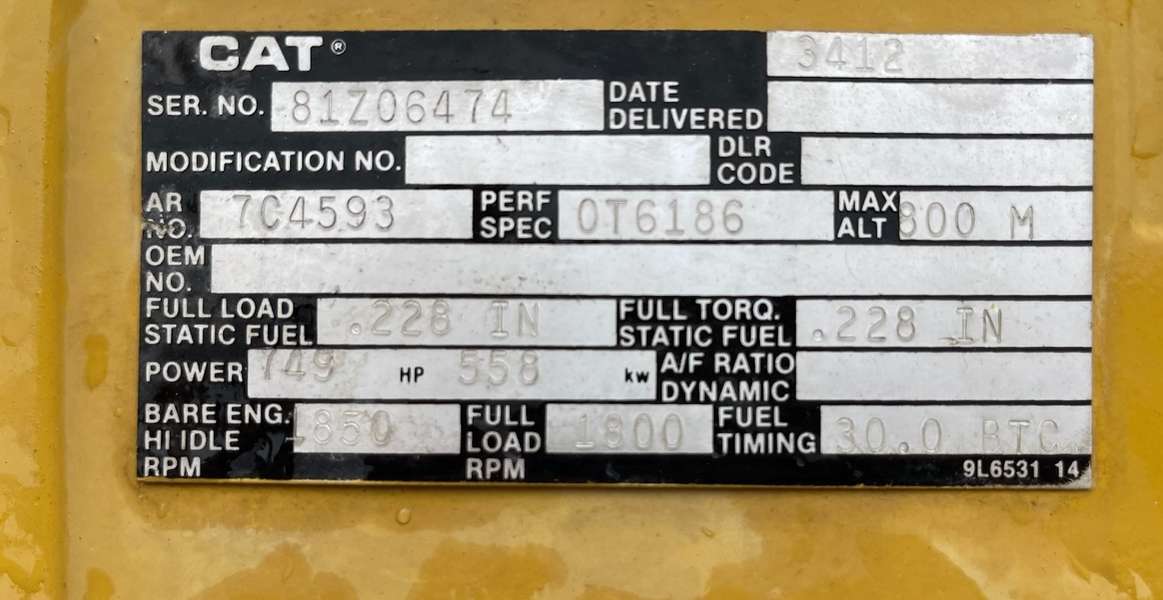 CAT® 3412
SER. NO. 81Z06474 DATE DELIVERED
MODIFICATION NO. DLR CODE
AR NO. 7C4593 PERF SPEC 0T6186 MAX ALT 800 M
OEM NO.
FULL LOAD STATIC FUEL .228 IN FULL TORQ. STATIC FUEL .228 IN
POWER 749 HP 558 kw A/F RATIO DYNAMIC
BARE ENG. HI IDLE RPM 1850 FULL LOAD RPM 1800 FUEL TIMING 30.0 BTC
9L6531 14